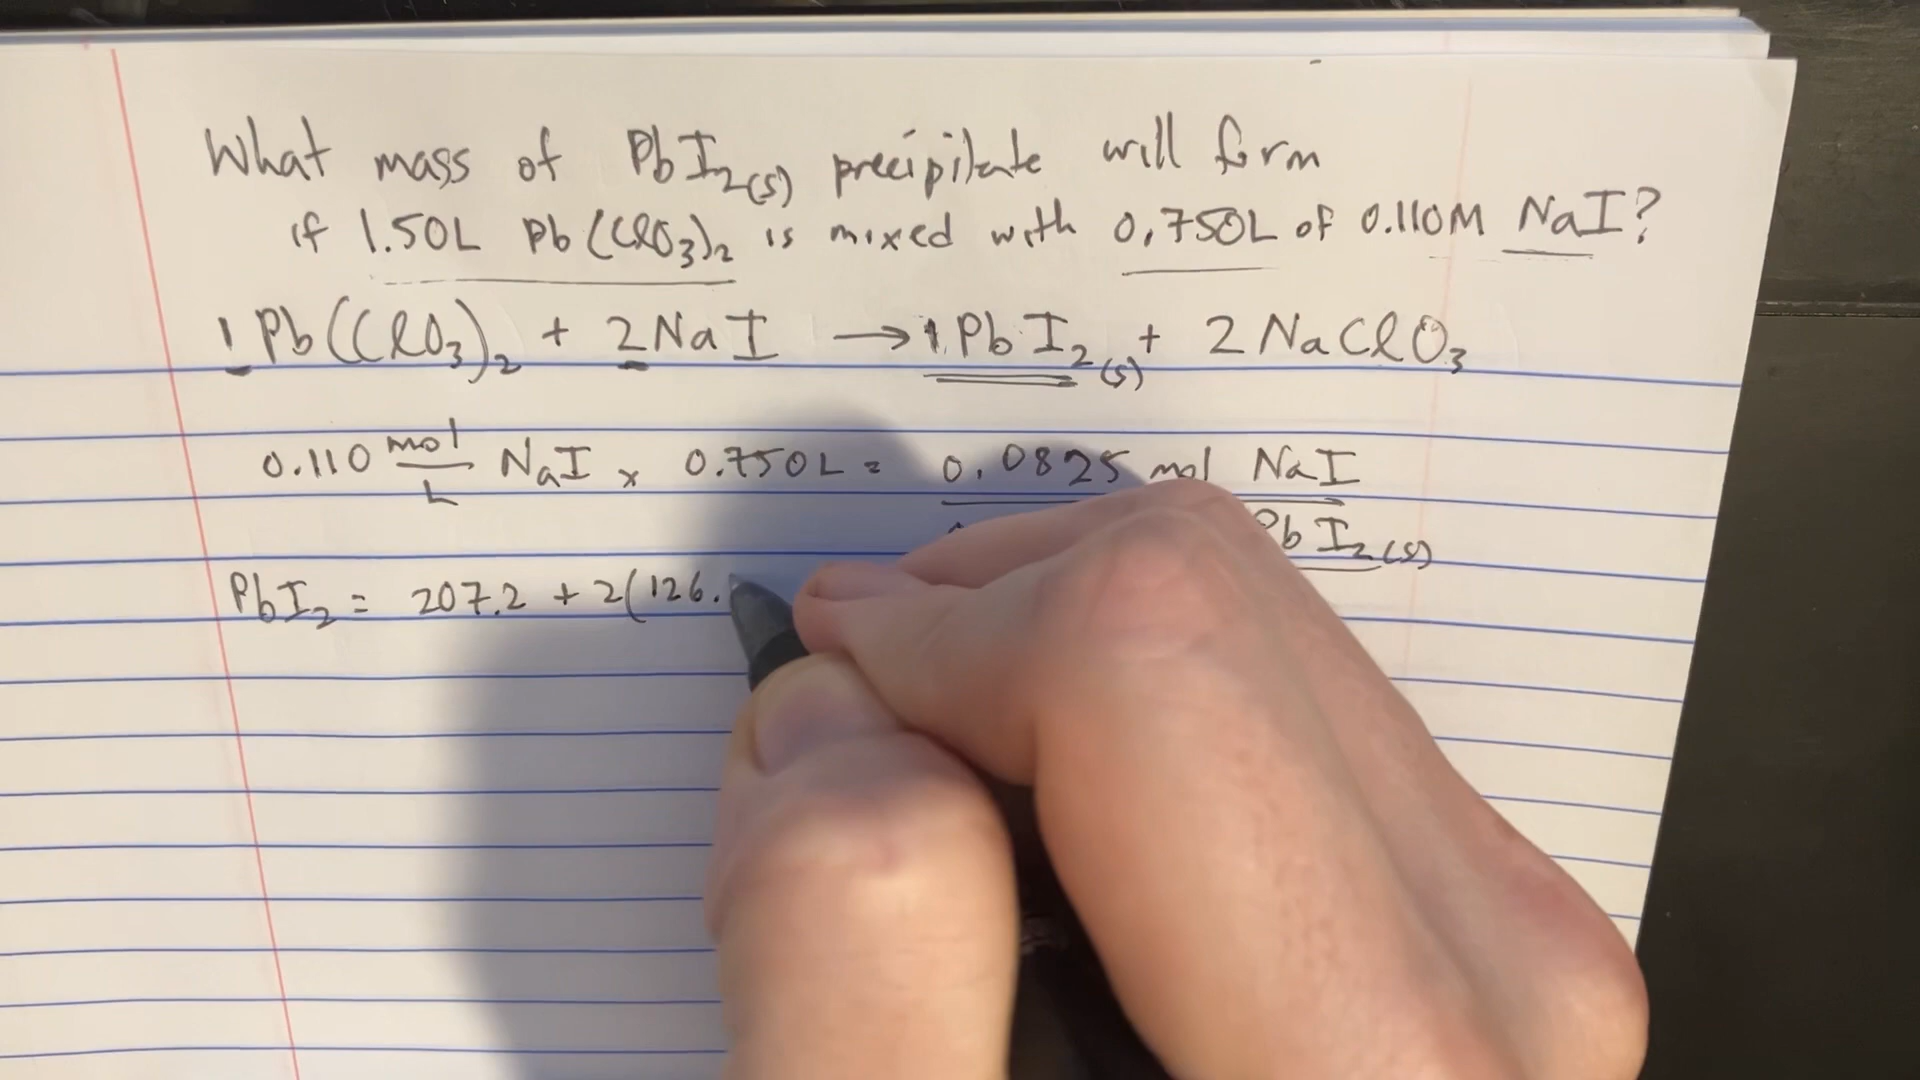 What mass of PbI₂(s) precipitate will form
if 1.50L Pb(ClO₃)₂ is mixed with 0.750L of 0.110M NaI?
1 Pb(ClO₃)₂ + 2 NaI → 1 PbI₂(s) + 2 NaClO₃
0.110 mol/L NaI × 0.750L = 0.0825 mol NaI
PbI₂(s)
PbI₂ = 207.2 + 2(126.